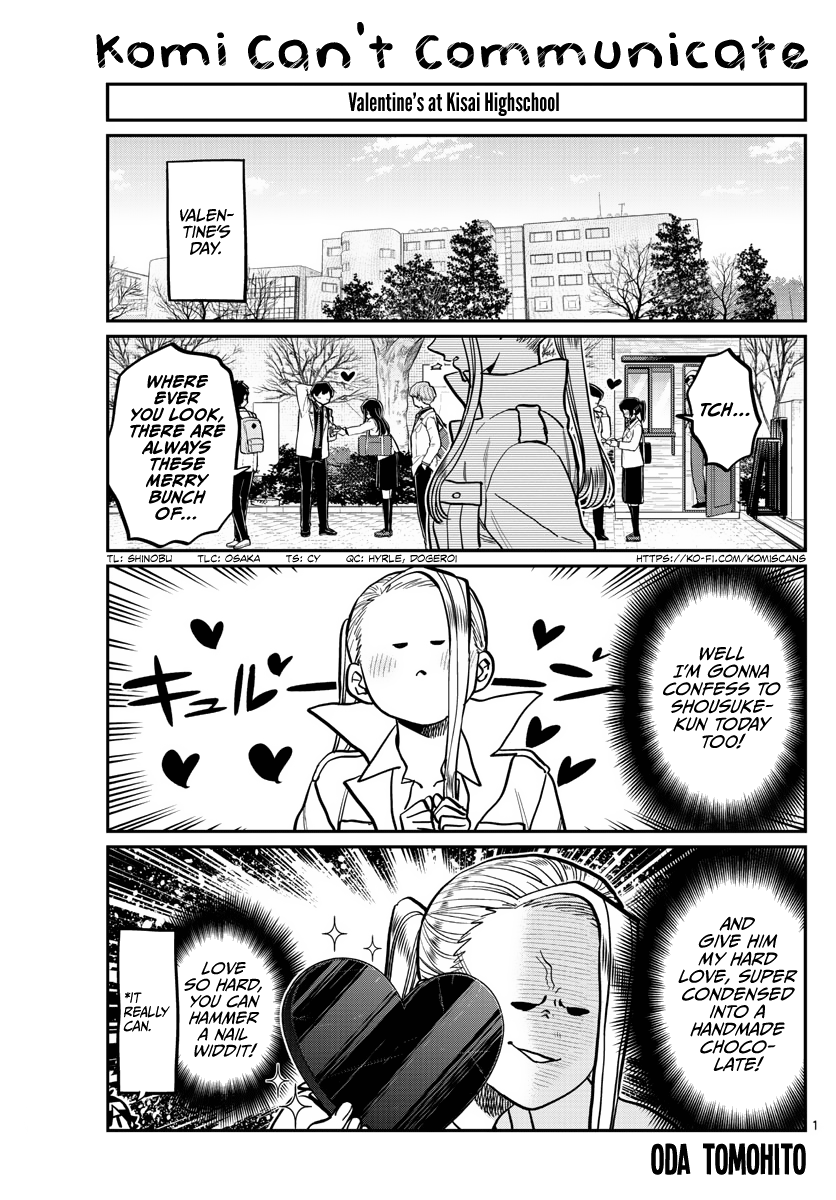 Komi Can't Communicate
Valentine's at Kisai Highschool
VALEN-
TINE'S
DAY.
TCH...
WHERE
EVER
YOU LOOK,
THERE ARE
ALWAYS
THESE
MERRY
BUNCH
OF...
TL: SHINOBU TLC: OSAKA TS: CY QC: HYRLE, DOGEROI HTTPS://KO-FI.COM/KOMISCANS
WELL
I'M GONNA
CONFESS TO
SHOUSUKE-
KUN TODAY
TOO!
キュルーン
AND
GIVE HIM
MY HARD
LOVE, SUPER
CONDENSED
INTO A
HANDMADE
CHOCO-
LATE!
LOVE
SO HARD,
YOU CAN
HAMMER
A NAIL
WIDDIT!
*IT
REALLY
CAN.
1
ODA TOMOHITO